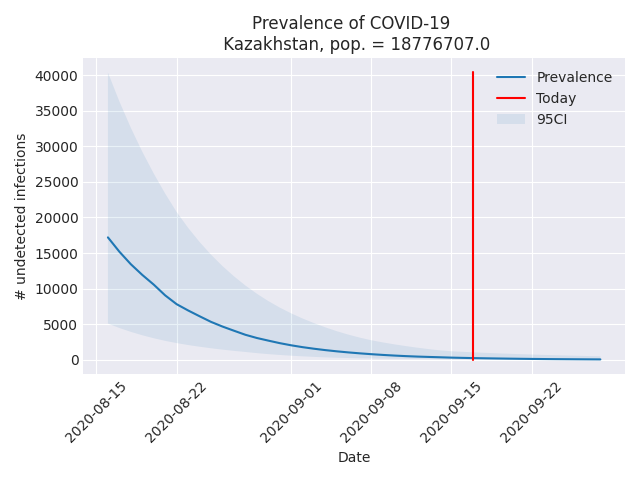 Prevalence of COVID-19
Kazakhstan, pop. = 18776707.0
Prevalence
Today
95CI
# undetected infections
40000
35000
30000
25000
20000
15000
10000
5000
0
2020-08-15
2020-08-22
2020-09-01
2020-09-08
2020-09-15
2020-09-22
Date